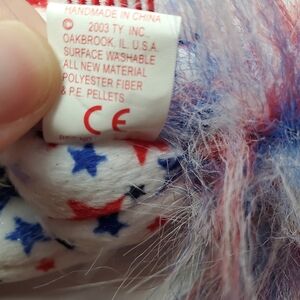 HANDMADE IN CHINA
© 2003 TY INC.,
OAKBROOK, IL. U.S.A.
SURFACE WASHABLE
ALL NEW MATERIAL
POLYESTER FIBER
& P.E. PELLETS
CE